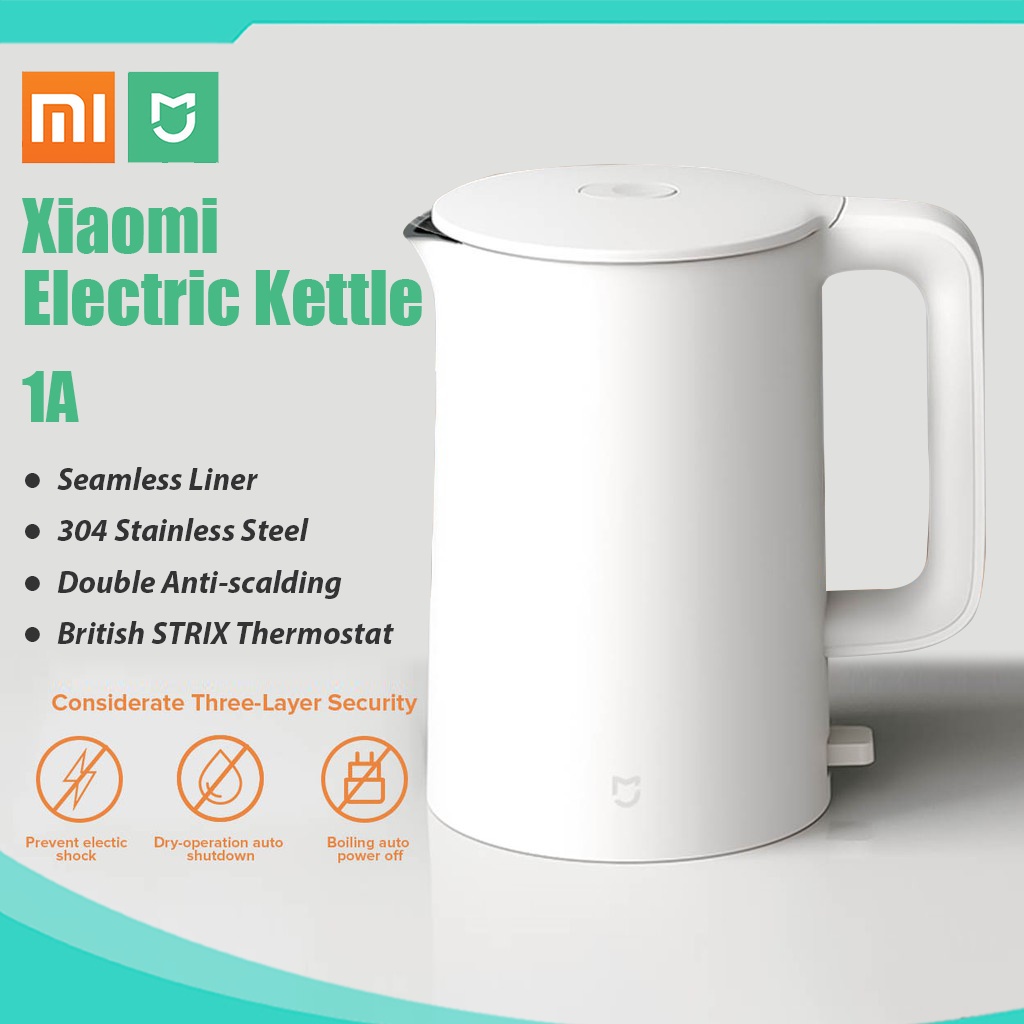 mi
Xiaomi
Electric Kettle
1A
Seamless Liner
304 Stainless Steel
Double Anti-scalding
British STRIX Thermostat
Considerate Three-Layer Security
Prevent electic
shock
Dry-operation auto
shutdown
Boiling auto
power off